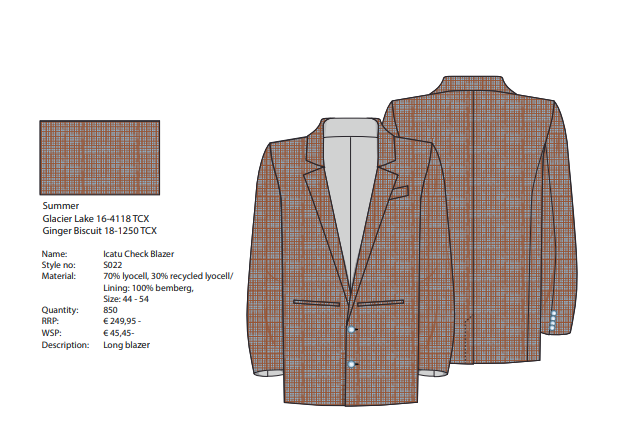 Summer
Glacier Lake 16-4118 TCX
Ginger Biscuit 18-1250 TCX
Name: Icatu Check Blazer
Style no: S022
Material: 70% lyocell, 30% recycled lyocell/
Lining: 100% bemberg,
Size: 44 - 54
Quantity: 850
RRP: € 249,95 -
WSP: € 45,45-
Description: Long blazer